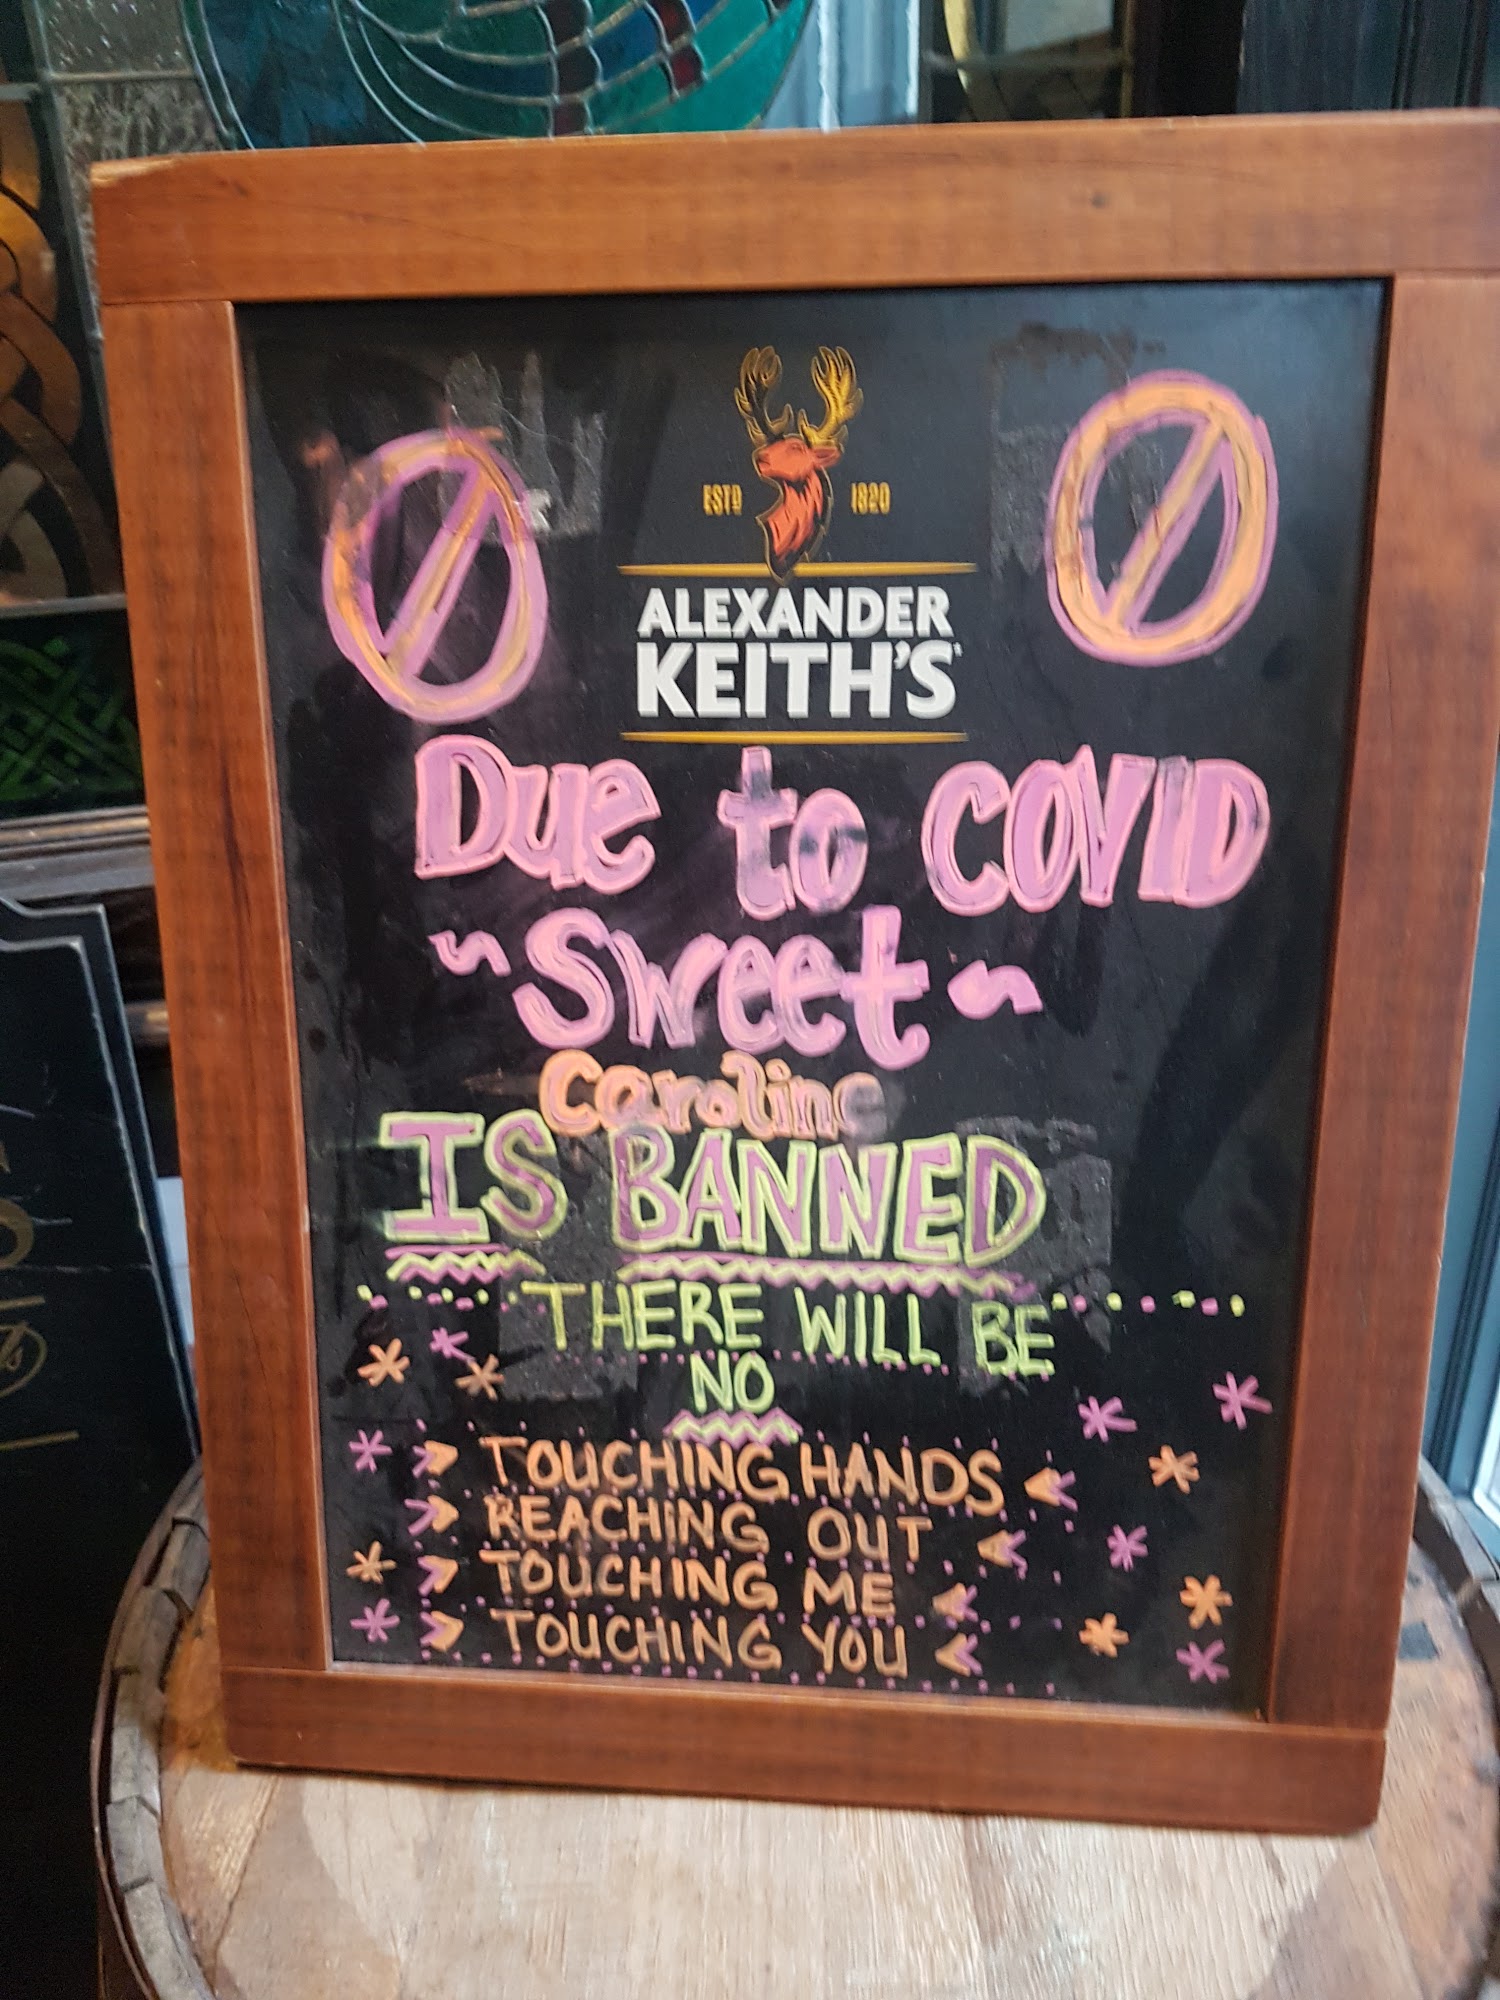 ESTD 1820
ALEXANDER
KEITH'S
Due to COVID
~Sweet~
Caroline
IS BANNED
THERE WILL BE
NO
TOUCHING HANDS
REACHING OUT
TOUCHING ME
TOUCHING YOU